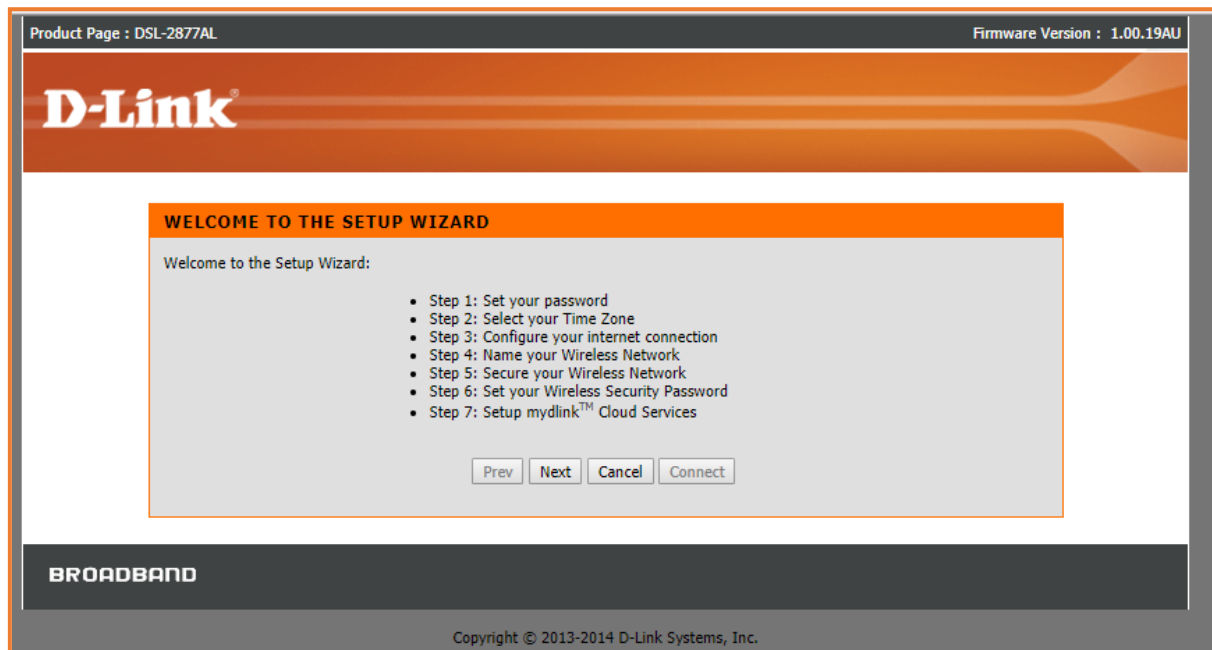 Product Page : DSL-2877AL Firmware Version : 1.00.19AU
D-Link®
WELCOME TO THE SETUP WIZARD
Welcome to the Setup Wizard:
• Step 1: Set your password
• Step 2: Select your Time Zone
• Step 3: Configure your internet connection
• Step 4: Name your Wireless Network
• Step 5: Secure your Wireless Network
• Step 6: Set your Wireless Security Password
• Step 7: Setup mydlink™ Cloud Services
Prev Next Cancel Connect
BROADBAND
Copyright © 2013-2014 D-Link Systems, Inc.